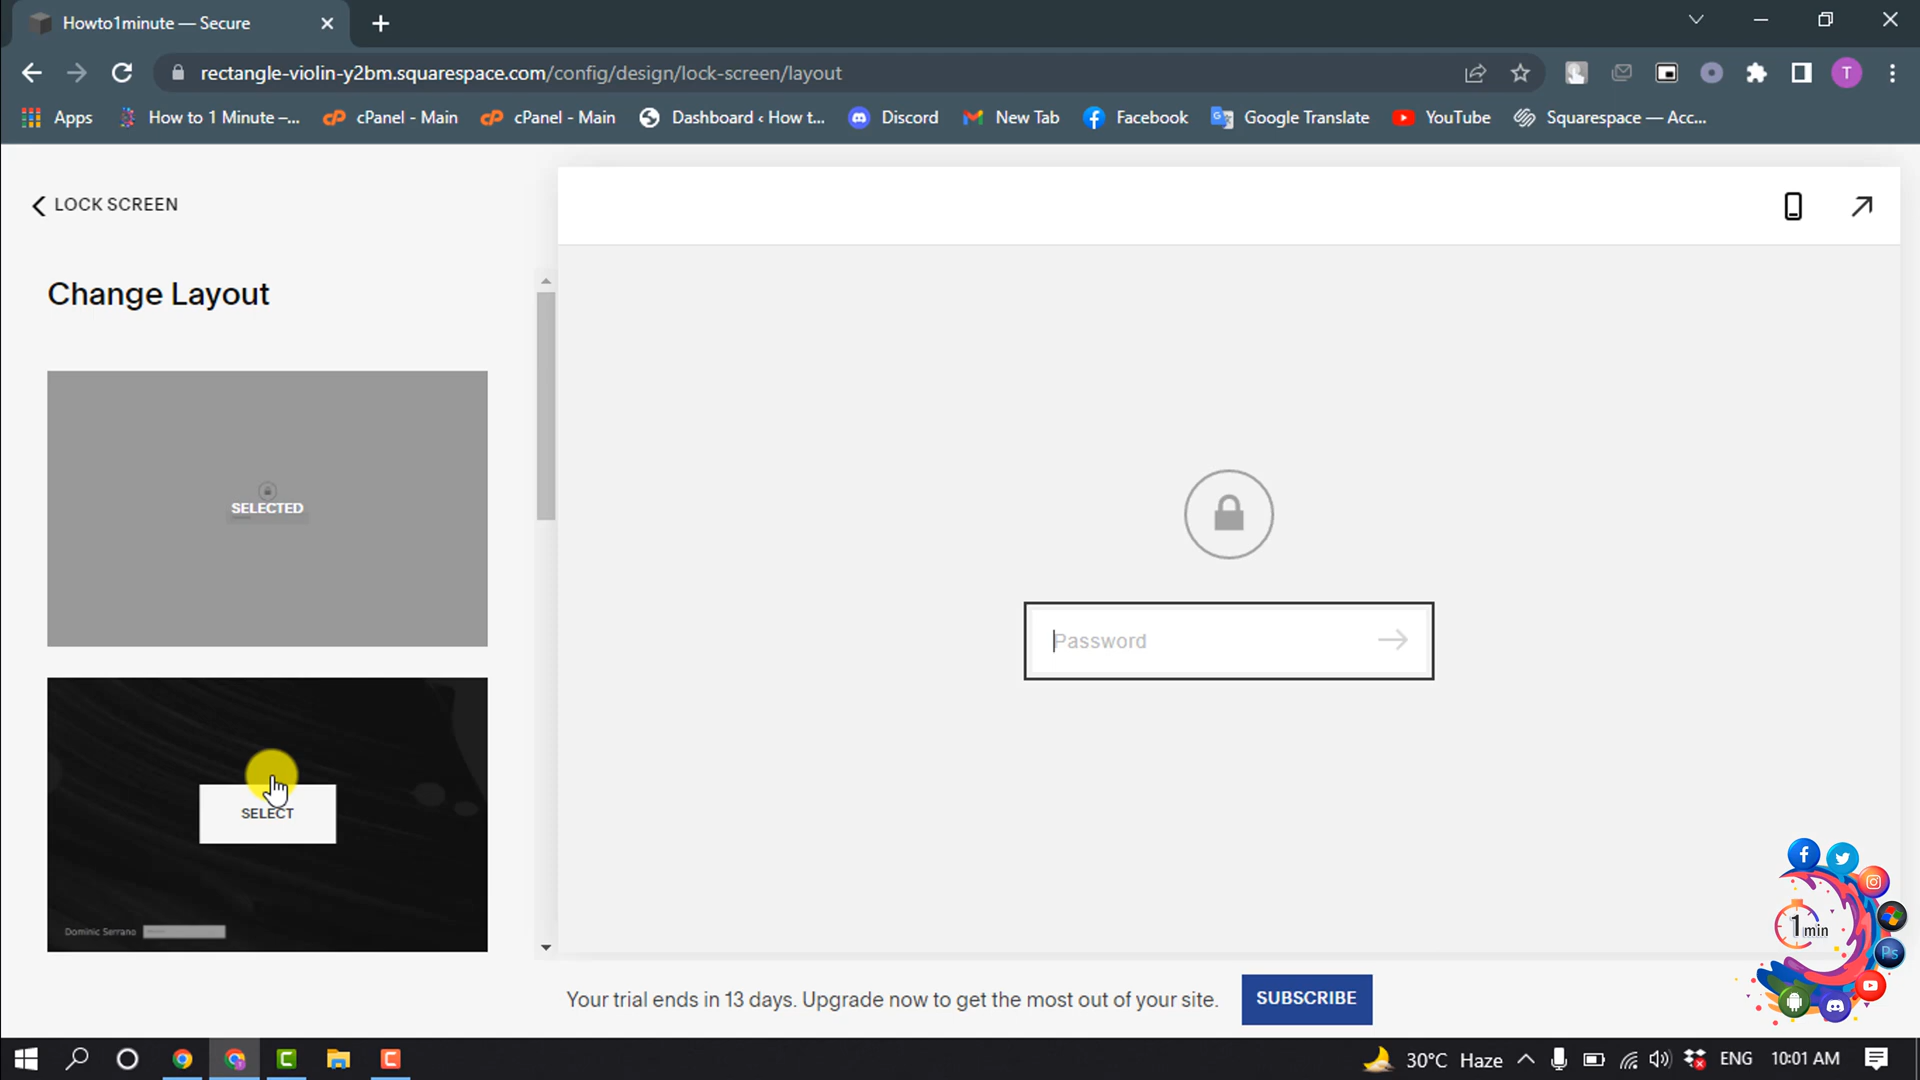 Howto1minute — Secure
rectangle-violin-y2bm.squarespace.com/config/design/lock-screen/layout
T
Apps
How to 1 Minute –...
cPanel - Main
cPanel - Main
Dashboard ‹ How t...
Discord
New Tab
Facebook
Google Translate
YouTube
Squarespace — Acc...
LOCK SCREEN
Change Layout
SELECTED
SELECT
Dominic Serrano
Password
1 min
Ps
Your trial ends in 13 days. Upgrade now to get the most out of your site.
SUBSCRIBE
30°C Haze
ENG
10:01 AM